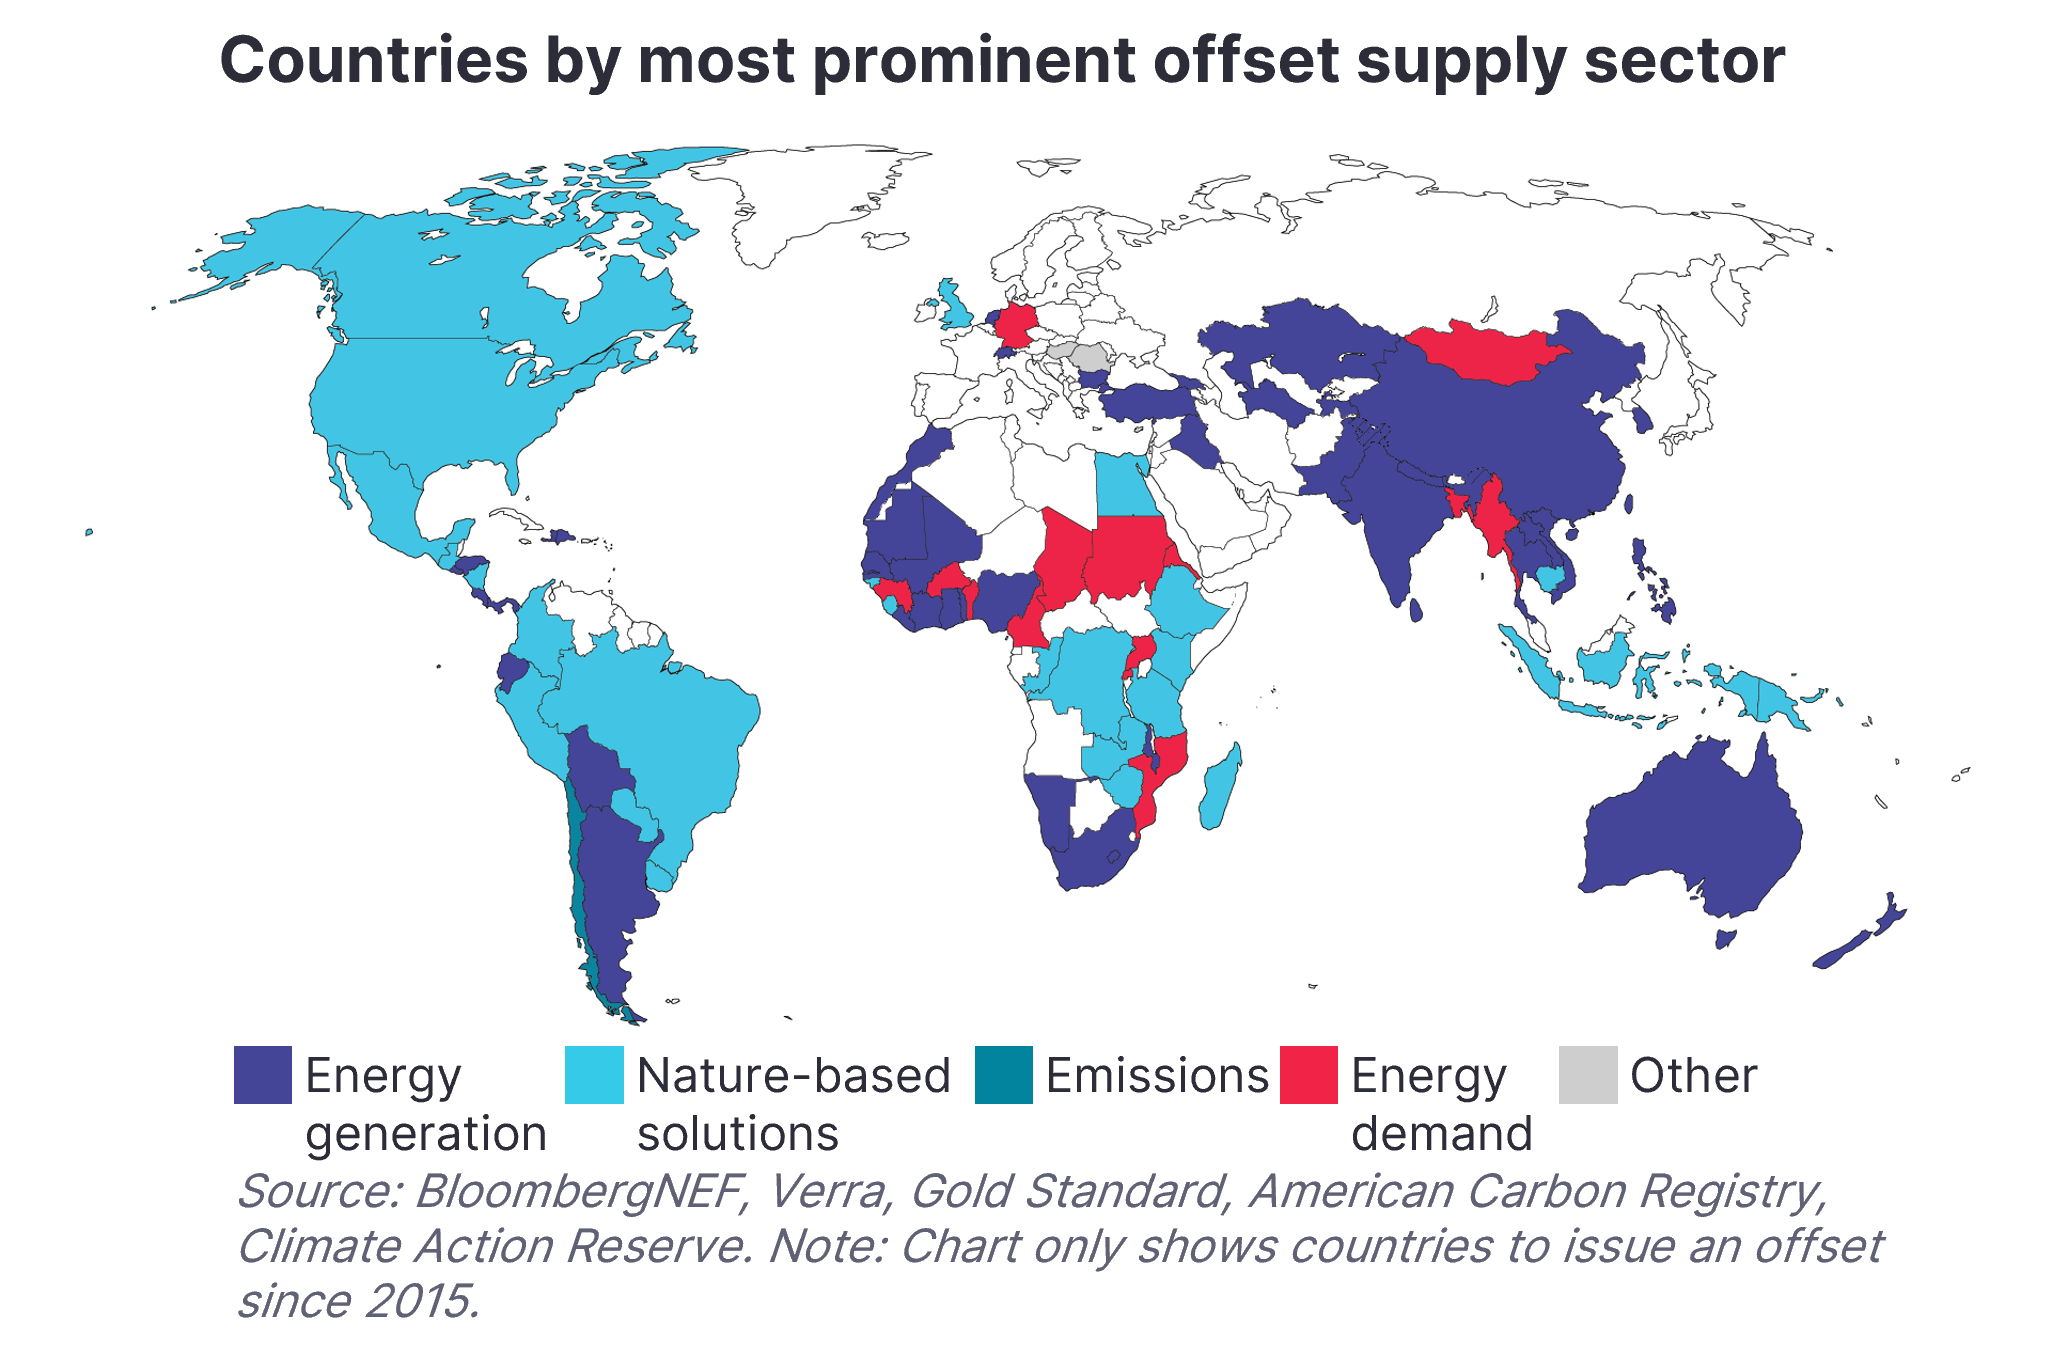 Countries by most prominent offset supply sector
Energy generation
Nature-based solutions
Emissions
Energy demand
Other
Source: BloombergNEF, Verra, Gold Standard, American Carbon Registry,
Climate Action Reserve. Note: Chart only shows countries to issue an offset
since 2015.